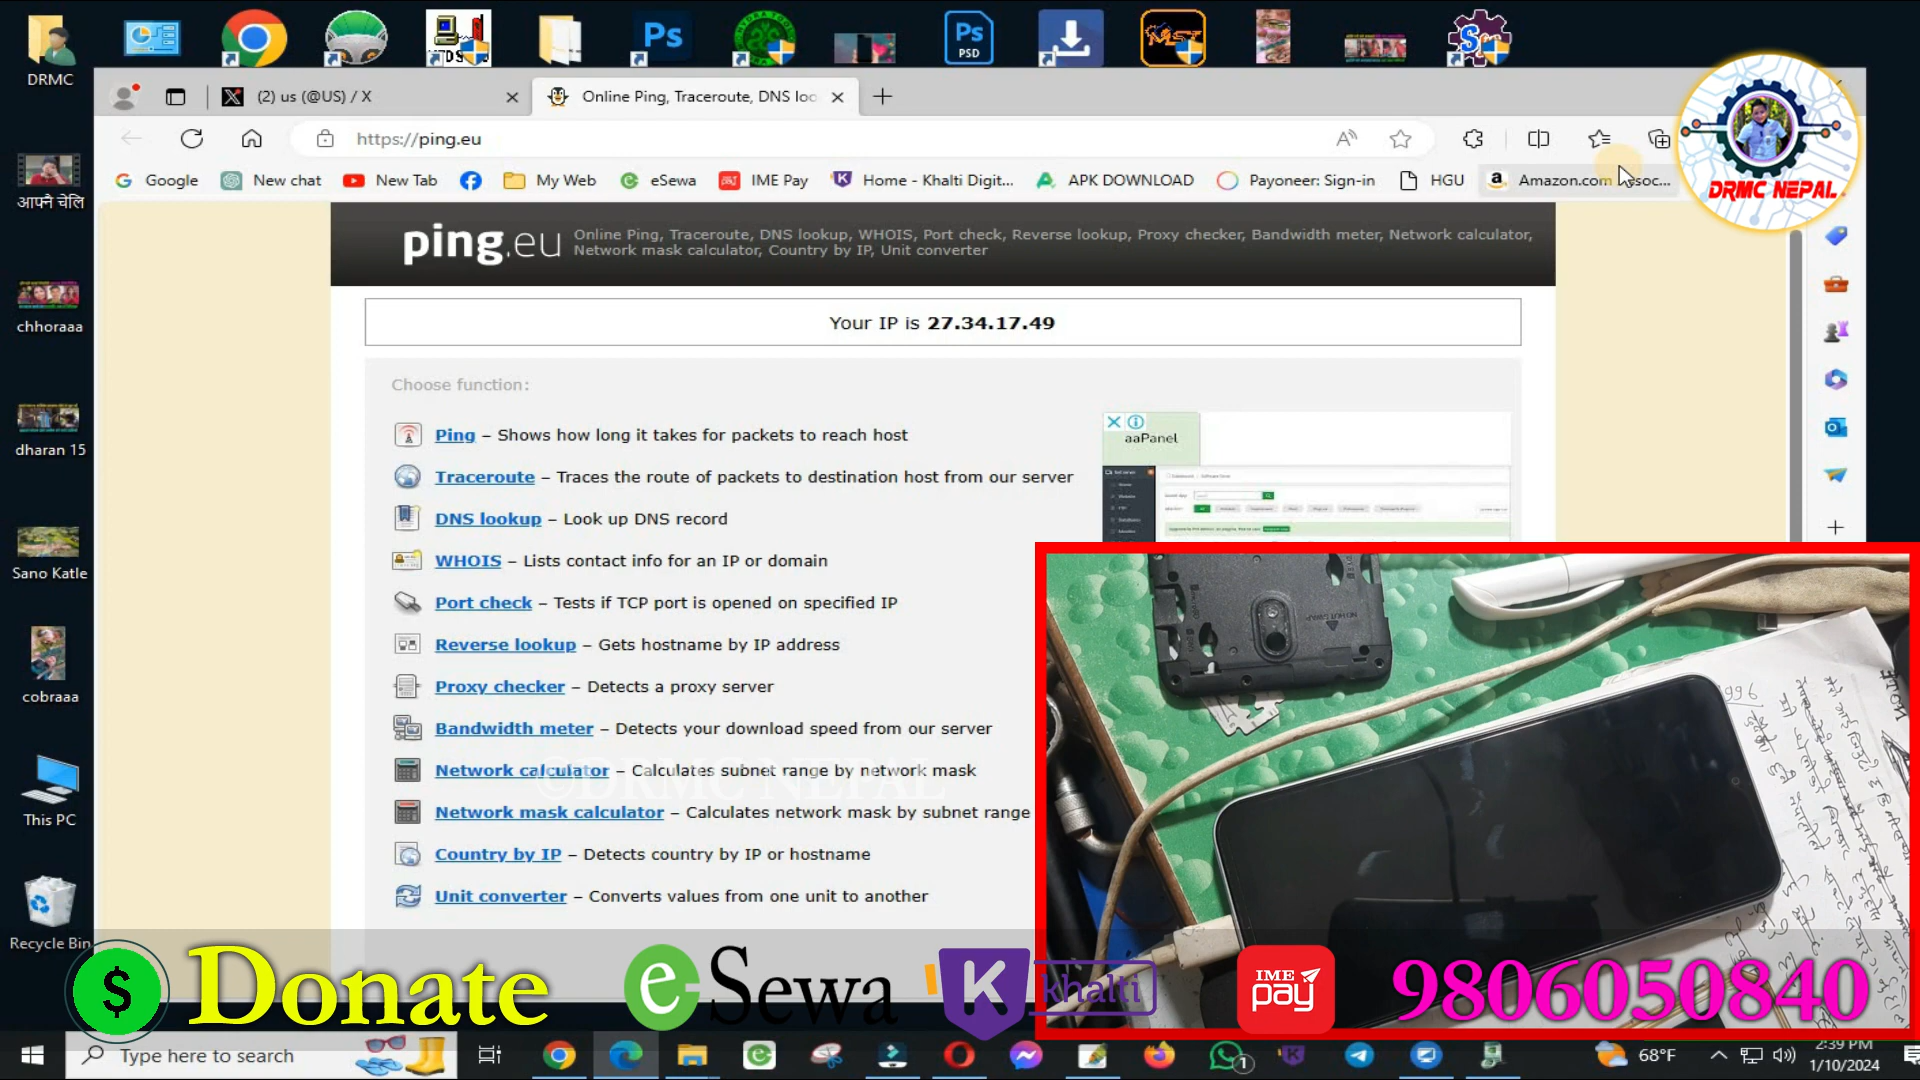 DRMC
आफ्नै चेलि
chhoraaa
dharan 15
Sano Katle
cobraaa
This PC
Recycle Bin
Ps
PSD
(2) us (@US) / X
Online Ping, Traceroute, DNS loo
https://ping.eu
Google
New chat
New Tab
My Web
eSewa
IME Pay
Home - Khalti Digit...
APK DOWNLOAD
Payoneer: Sign-in
HGU
Amazon.com
DRMC NEPAL
ping.eu
Online Ping, Traceroute, DNS lookup, WHOIS, Port check, Reverse lookup, Proxy checker, Bandwidth meter, Network calculator,
Network mask calculator, Country by IP, Unit converter
Your IP is 27.34.17.49
Choose function:
Ping – Shows how long it takes for packets to reach host
Traceroute – Traces the route of packets to destination host from our server
DNS lookup – Look up DNS record
WHOIS – Lists contact info for an IP or domain
Port check – Tests if TCP port is opened on specified IP
Reverse lookup – Gets hostname by IP address
Proxy checker – Detects a proxy server
Bandwidth meter – Detects your download speed from our server
Network calculator – Calculates subnet range by network mask
Network mask calculator – Calculates network mask by subnet range
Country by IP – Detects country by IP or hostname
Unit converter – Converts values from one unit to another
aaPanel
©DRMC NEPAL
NOTE
Donate
e-Sewa
khalti
IME pay
9806050840
Type here to search
68°F
2:39 PM
1/10/2024